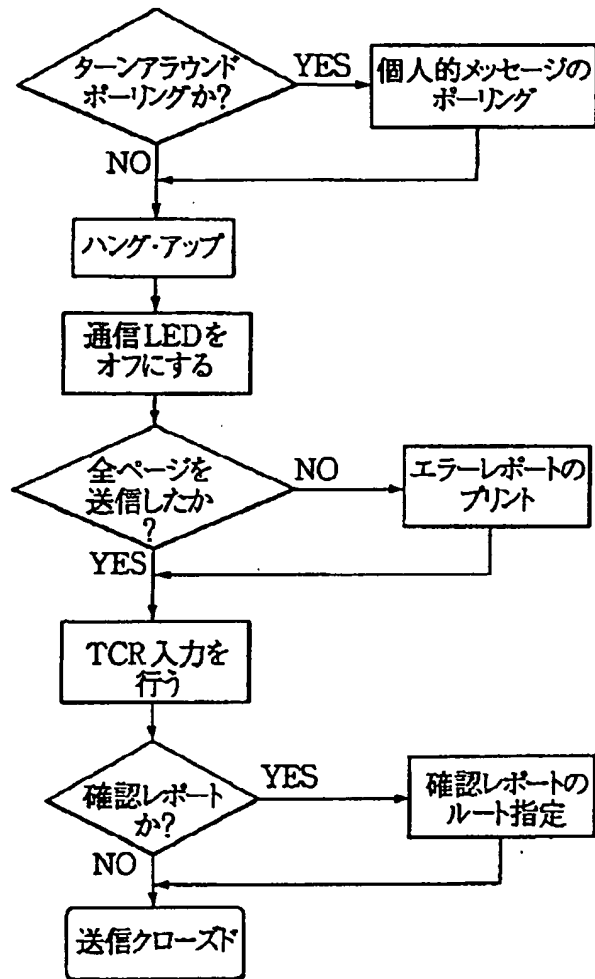 ターンアラウンド
ポーリングか?
YES
個人的メッセージの
ポーリング
NO
ハング・アップ
通信LEDを
オフにする
全ページを
送信したか
?
NO
エラーレポートの
プリント
YES
TCR入力を
行う
確認レポート
か?
YES
確認レポートの
ルート指定
NO
送信クローズド